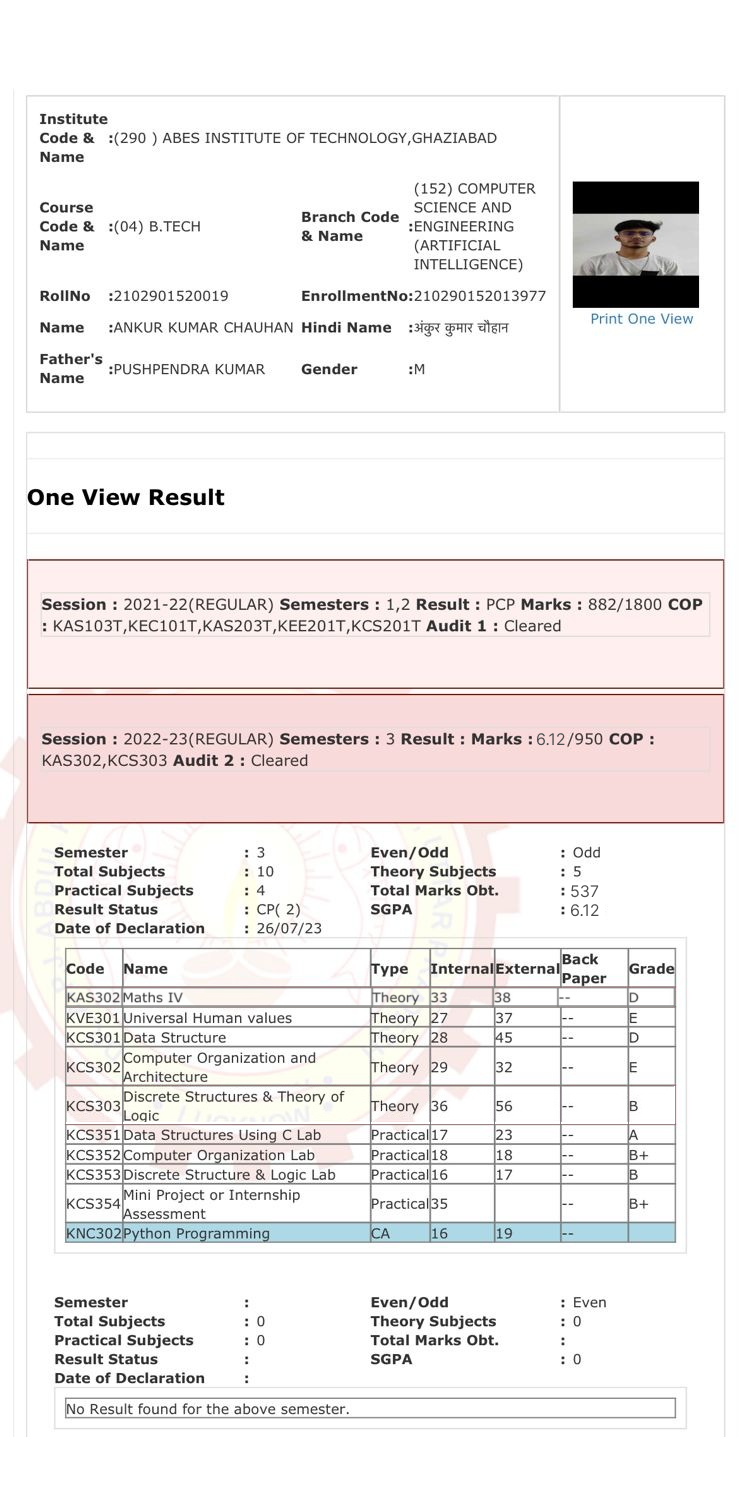 Institute
Code & :(290 ) ABES INSTITUTE OF TECHNOLOGY,GHAZIABAD
Name
Course
Code & :(04) B.TECH
Name
Branch Code
& Name
(152) COMPUTER
SCIENCE AND
:ENGINEERING
(ARTIFICIAL
INTELLIGENCE)
RollNo :2102901520019 EnrollmentNo:210290152013977
Name :ANKUR KUMAR CHAUHAN Hindi Name :अंकुर कुमार चौहान
Father's
Name :PUSHPENDRA KUMAR Gender :M
Print One View
One View Result
Session : 2021-22(REGULAR) Semesters : 1,2 Result : PCP Marks : 882/1800 COP
: KAS103T,KEC101T,KAS203T,KEE201T,KCS201T Audit 1 : Cleared
Session : 2022-23(REGULAR) Semesters : 3 Result : Marks : 6.12/950 COP :
KAS302,KCS303 Audit 2 : Cleared
Semester : 3 Even/Odd : Odd
Total Subjects : 10 Theory Subjects : 5
Practical Subjects : 4 Total Marks Obt. : 537
Result Status : CP( 2) SGPA : 6.12
Date of Declaration : 26/07/23
Code Name Type Internal External Back Paper Grade
KAS302 Maths IV Theory 33 38 -- D
KVE301 Universal Human values Theory 27 37 -- E
KCS301 Data Structure Theory 28 45 -- D
KCS302 Computer Organization and
Architecture Theory 29 32 -- E
KCS303 Discrete Structures & Theory of
Logic Theory 36 56 -- B
KCS351 Data Structures Using C Lab Practical 17 23 -- A
KCS352 Computer Organization Lab Practical 18 18 -- B+
KCS353 Discrete Structure & Logic Lab Practical 16 17 -- B
KCS354 Mini Project or Internship
Assessment Practical 35 -- B+
KNC302 Python Programming CA 16 19 --
Semester : Even/Odd : Even
Total Subjects : 0 Theory Subjects : 0
Practical Subjects : 0 Total Marks Obt. :
Result Status : SGPA : 0
Date of Declaration :
No Result found for the above semester.